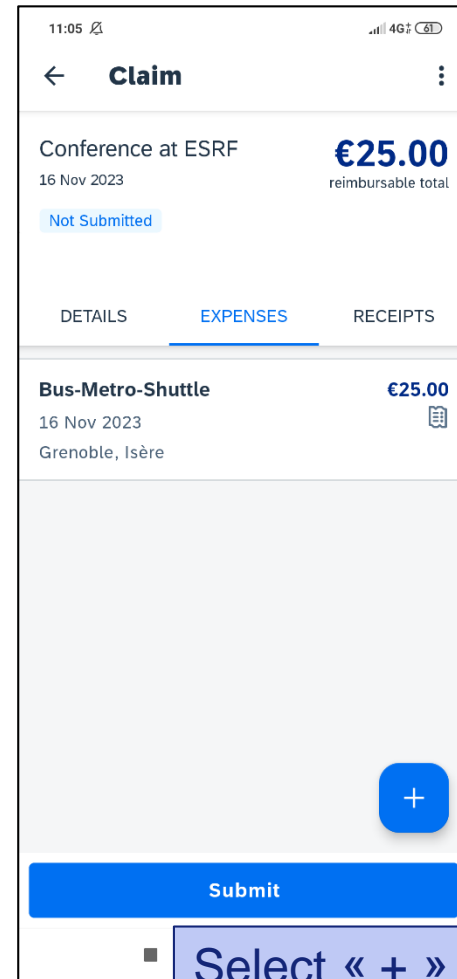 11:05 4G 61
Claim
Conference at ESRF €25.00
16 Nov 2023 reimbursable total
Not Submitted
DETAILS EXPENSES RECEIPTS
Bus-Metro-Shuttle €25.00
16 Nov 2023
Grenoble, Isère
+
Submit
Select « + »